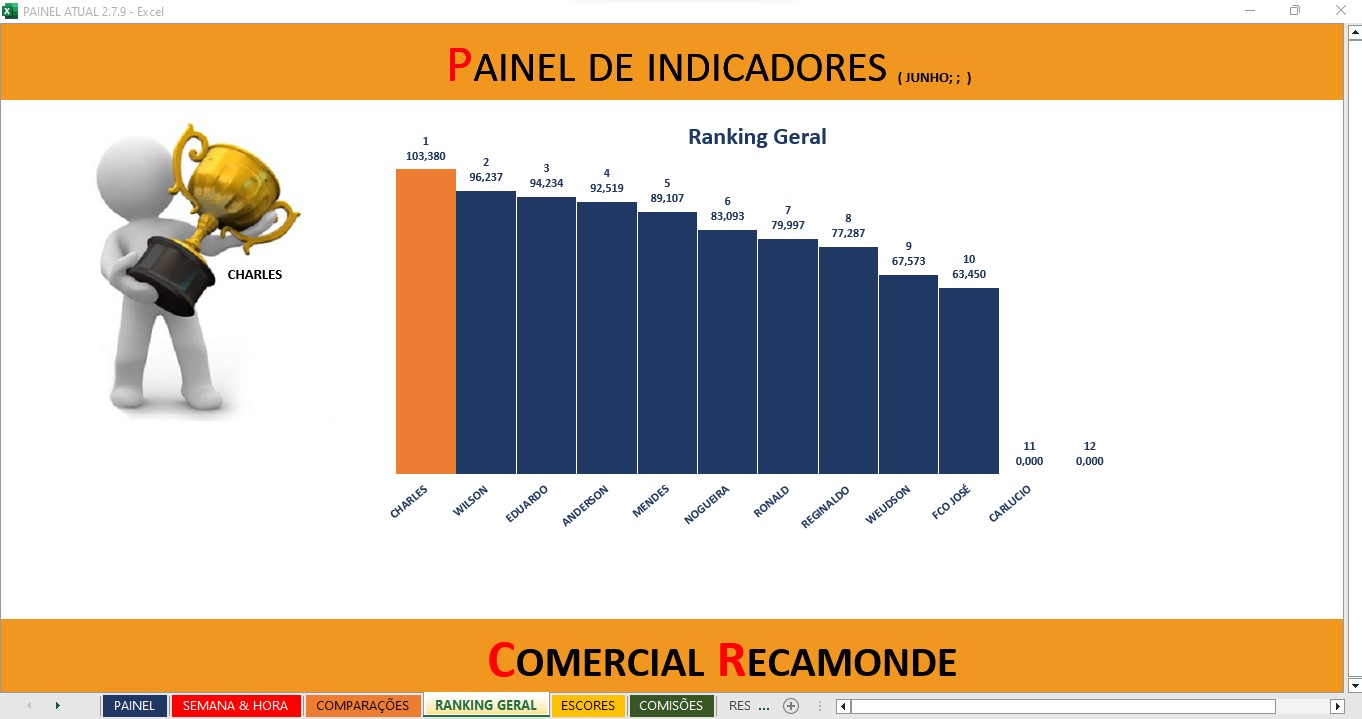 PAINEL ATUAL 2.7.9 - Excel
PAINEL DE INDICADORES ( JUNHO; ;  )
Ranking Geral
CHARLES
1
103,380
2
96,237
3
94,234
4
92,519
5
89,107
6
83,093
7
79,997
8
77,287
9
67,573
10
63,450
11
0,000
12
0,000
CHARLES
WILSON
EDUARDO
ANDERSON
MENDES
NOGUEIRA
RONALD
REGINALDO
WEUDSON
FCO JOSÉ
CARLUCIO
COMERCIAL RECAMONDE
PAINEL SEMANA & HORA COMPARAÇÕES RANKING GERAL ESCORES COMISÕES RES ...